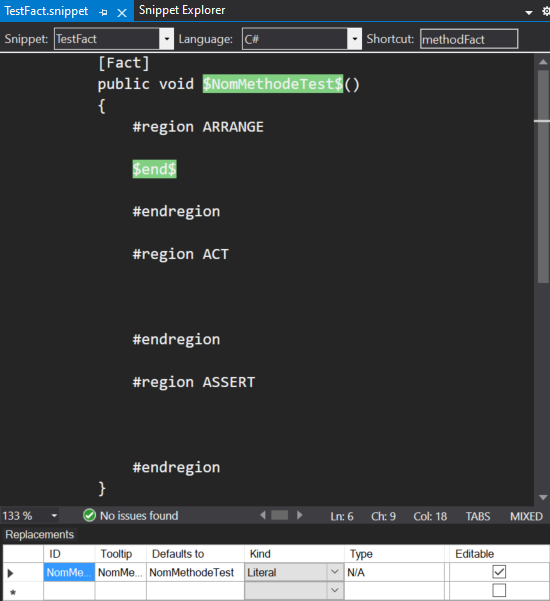 TestFact.snippet Snippet Explorer
Snippet: TestFact Language: C# Shortcut: methodFact
[Fact]
public void $NomMethodeTest$()
{
#region ARRANGE
$end$
#endregion
#region ACT
#endregion
#region ASSERT
#endregion
}
133 % No issues found Ln: 6 Ch: 9 Col: 18 TABS MIXED
Replacements
ID Tooltip Defaults to Kind Type Editable
NomMe... NomMe... NomMethodeTest Literal N/A
*